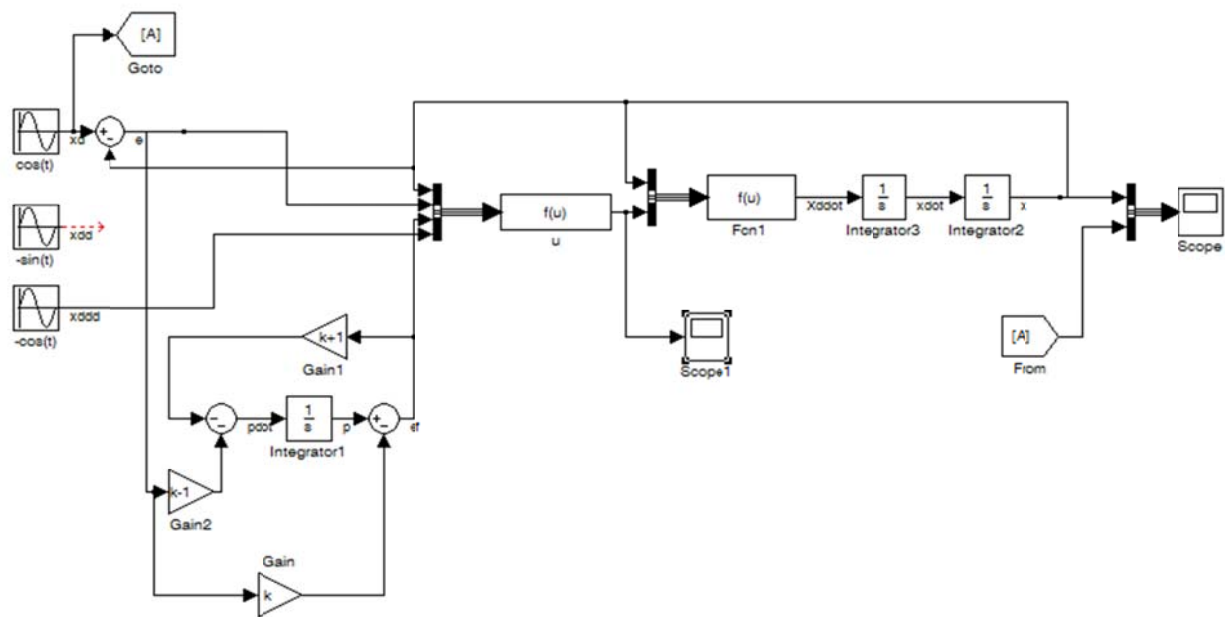 [A]
Goto
xd
e
cos(t)
xdd
-sin(t)
xddd
-cos(t)
f(u)
u
f(u)
Fcn1
Xddot
1
s
Integrator3
xdot
1
s
Integrator2
x
Scope
[A]
From
Scope1
k+1
Gain1
pdot
1
s
Integrator1
p
ef
k-1
Gain2
Gain
k